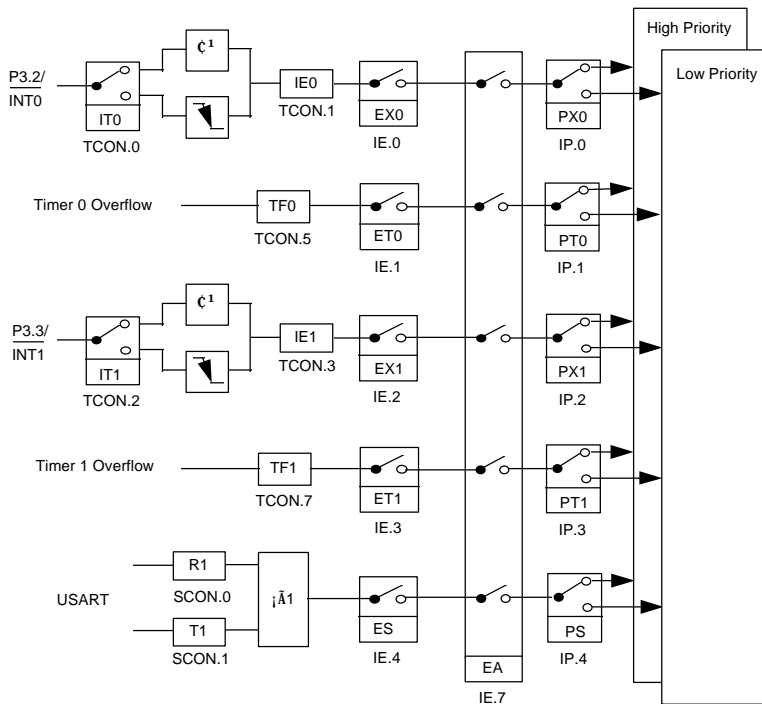 High Priority
Low Priority
¢¹
P3.2/
INT0
IT0
TCON.0
IE0
TCON.1
EX0
IE.0
PX0
IP.0
Timer 0 Overflow
TF0
TCON.5
ET0
IE.1
PT0
IP.1
¢¹
P3.3/
INT1
IT1
TCON.2
IE1
TCON.3
EX1
IE.2
PX1
IP.2
Timer 1 Overflow
TF1
TCON.7
ET1
IE.3
PT1
IP.3
USART
R1
SCON.0
T1
SCON.1
¡Ã1
ES
IE.4
EA
IE.7
PS
IP.4